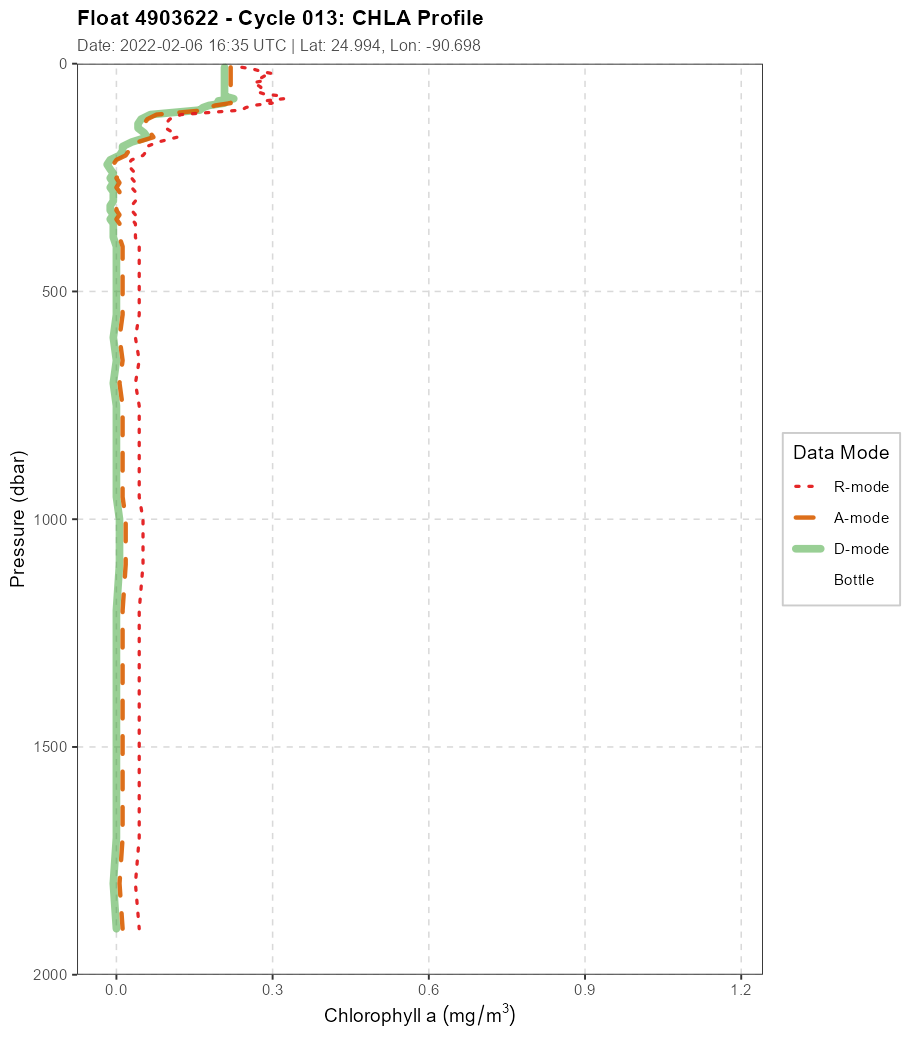 Float 4903622 - Cycle 013: CHLA Profile
Date: 2022-02-06 16:35 UTC | Lat: 24.994, Lon: -90.698
0
500
1000
1500
2000
Pressure (dbar)
0.0 0.3 0.6 0.9 1.2
Chlorophyll a (mg/m³)
Data Mode
R-mode
A-mode
D-mode
Bottle